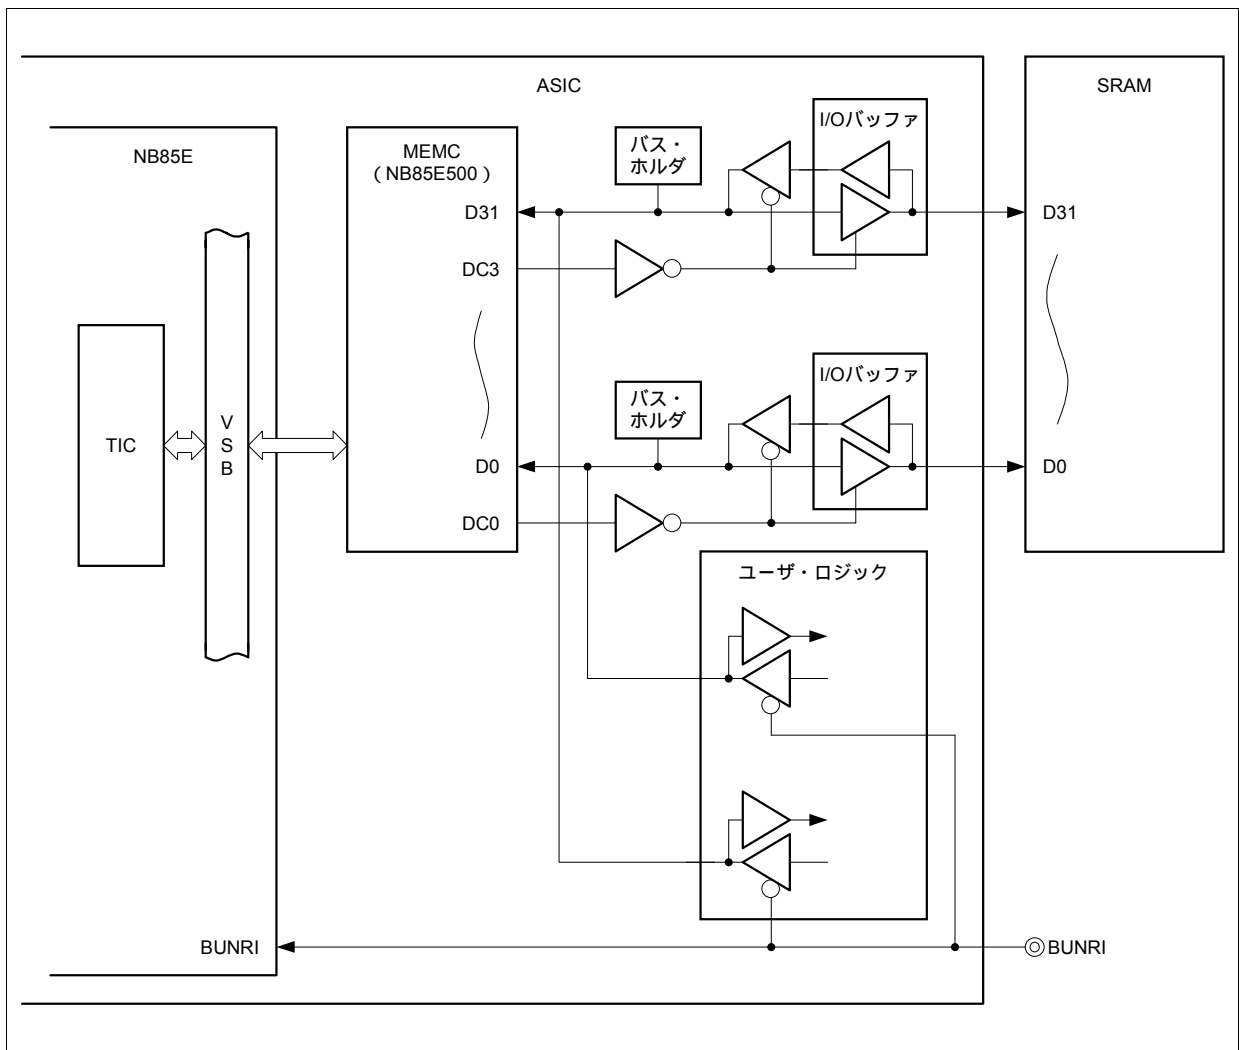 ASIC
SRAM
NB85E
MEMC
（NB85E500）
バス・
ホルダ
I/Oバッファ
D31
D31
DC3
TIC
V
S
B
バス・
ホルダ
I/Oバッファ
D0
D0
DC0
ユーザ・ロジック
BUNRI
BUNRI